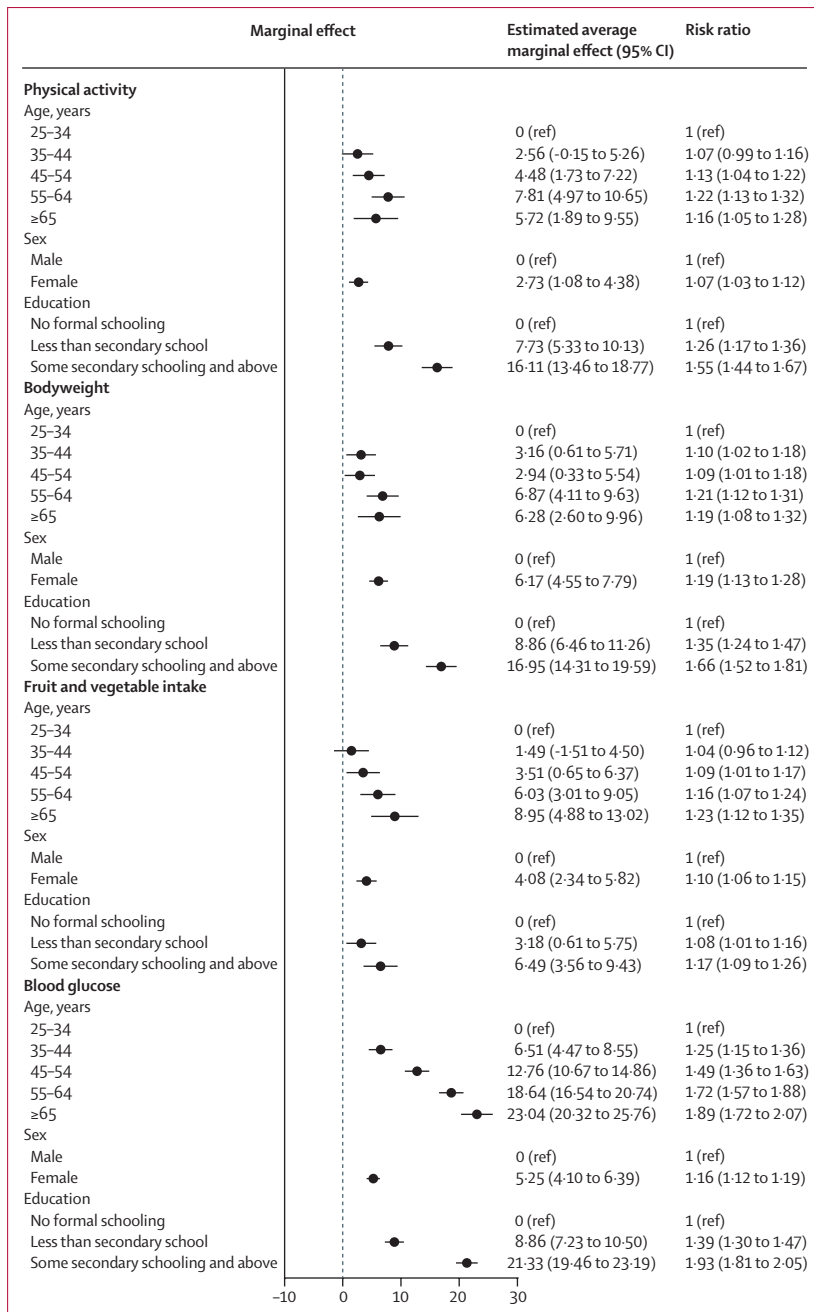 Marginal effect Estimated average marginal effect (95% CI) Risk ratio
Physical activity
Age, years
25–34 0 (ref) 1 (ref)
35–44 2·56 (-0·15 to 5·26) 1·07 (0·99 to 1·16)
45–54 4·48 (1·73 to 7·22) 1·13 (1·04 to 1·22)
55–64 7·81 (4·97 to 10·65) 1·22 (1·13 to 1·32)
≥65 5·72 (1·89 to 9·55) 1·16 (1·05 to 1·28)
Sex
Male 0 (ref) 1 (ref)
Female 2·73 (1·08 to 4·38) 1·07 (1·03 to 1·12)
Education
No formal schooling 0 (ref) 1 (ref)
Less than secondary school 7·73 (5·33 to 10·13) 1·26 (1·17 to 1·36)
Some secondary schooling and above 16·11 (13·46 to 18·77) 1·55 (1·44 to 1·67)
Bodyweight
Age, years
25–34 0 (ref) 1 (ref)
35–44 3·16 (0·61 to 5·71) 1·10 (1·02 to 1·18)
45–54 2·94 (0·33 to 5·54) 1·09 (1·01 to 1·18)
55–64 6·87 (4·11 to 9·63) 1·21 (1·12 to 1·31)
≥65 6·28 (2·60 to 9·96) 1·19 (1·08 to 1·32)
Sex
Male 0 (ref) 1 (ref)
Female 6·17 (4·55 to 7·79) 1·19 (1·13 to 1·28)
Education
No formal schooling 0 (ref) 1 (ref)
Less than secondary school 8·86 (6·46 to 11·26) 1·35 (1·24 to 1·47)
Some secondary schooling and above 16·95 (14·31 to 19·59) 1·66 (1·52 to 1·81)
Fruit and vegetable intake
Age, years
25–34 0 (ref) 1 (ref)
35–44 1·49 (-1·51 to 4·50) 1·04 (0·96 to 1·12)
45–54 3·51 (0·65 to 6·37) 1·09 (1·01 to 1·17)
55–64 6·03 (3·01 to 9·05) 1·16 (1·07 to 1·24)
≥65 8·95 (4·88 to 13·02) 1·23 (1·12 to 1·35)
Sex
Male 0 (ref) 1 (ref)
Female 4·08 (2·34 to 5·82) 1·10 (1·06 to 1·15)
Education
No formal schooling 0 (ref) 1 (ref)
Less than secondary school 3·18 (0·61 to 5·75) 1·08 (1·01 to 1·16)
Some secondary schooling and above 6·49 (3·56 to 9·43) 1·17 (1·09 to 1·26)
Blood glucose
Age, years
25–34 0 (ref) 1 (ref)
35–44 6·51 (4·47 to 8·55) 1·25 (1·15 to 1·36)
45–54 12·76 (10·67 to 14·86) 1·49 (1·36 to 1·63)
55–64 18·64 (16·54 to 20·74) 1·72 (1·57 to 1·88)
≥65 23·04 (20·32 to 25·76) 1·89 (1·72 to 2·07)
Sex
Male 0 (ref) 1 (ref)
Female 5·25 (4·10 to 6·39) 1·16 (1·12 to 1·19)
Education
No formal schooling 0 (ref) 1 (ref)
Less than secondary school 8·86 (7·23 to 10·50) 1·39 (1·30 to 1·47)
Some secondary schooling and above 21·33 (19·46 to 23·19) 1·93 (1·81 to 2·05)
–10 0 10 20 30